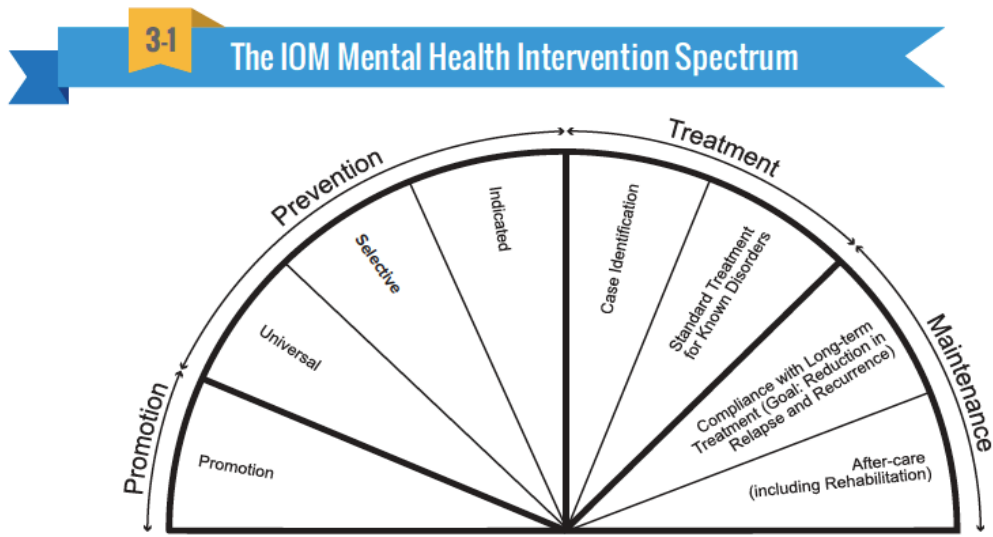 3-1
The IOM Mental Health Intervention Spectrum
Promotion
Prevention
Treatment
Maintenance
Promotion
Universal
Selective
Indicated
Case Identification
Standard Treatment
for Known Disorders
Compliance with Long-term
Treatment (Goal: Reduction in
Relapse and Recurrence)
After-care
(including Rehabilitation)